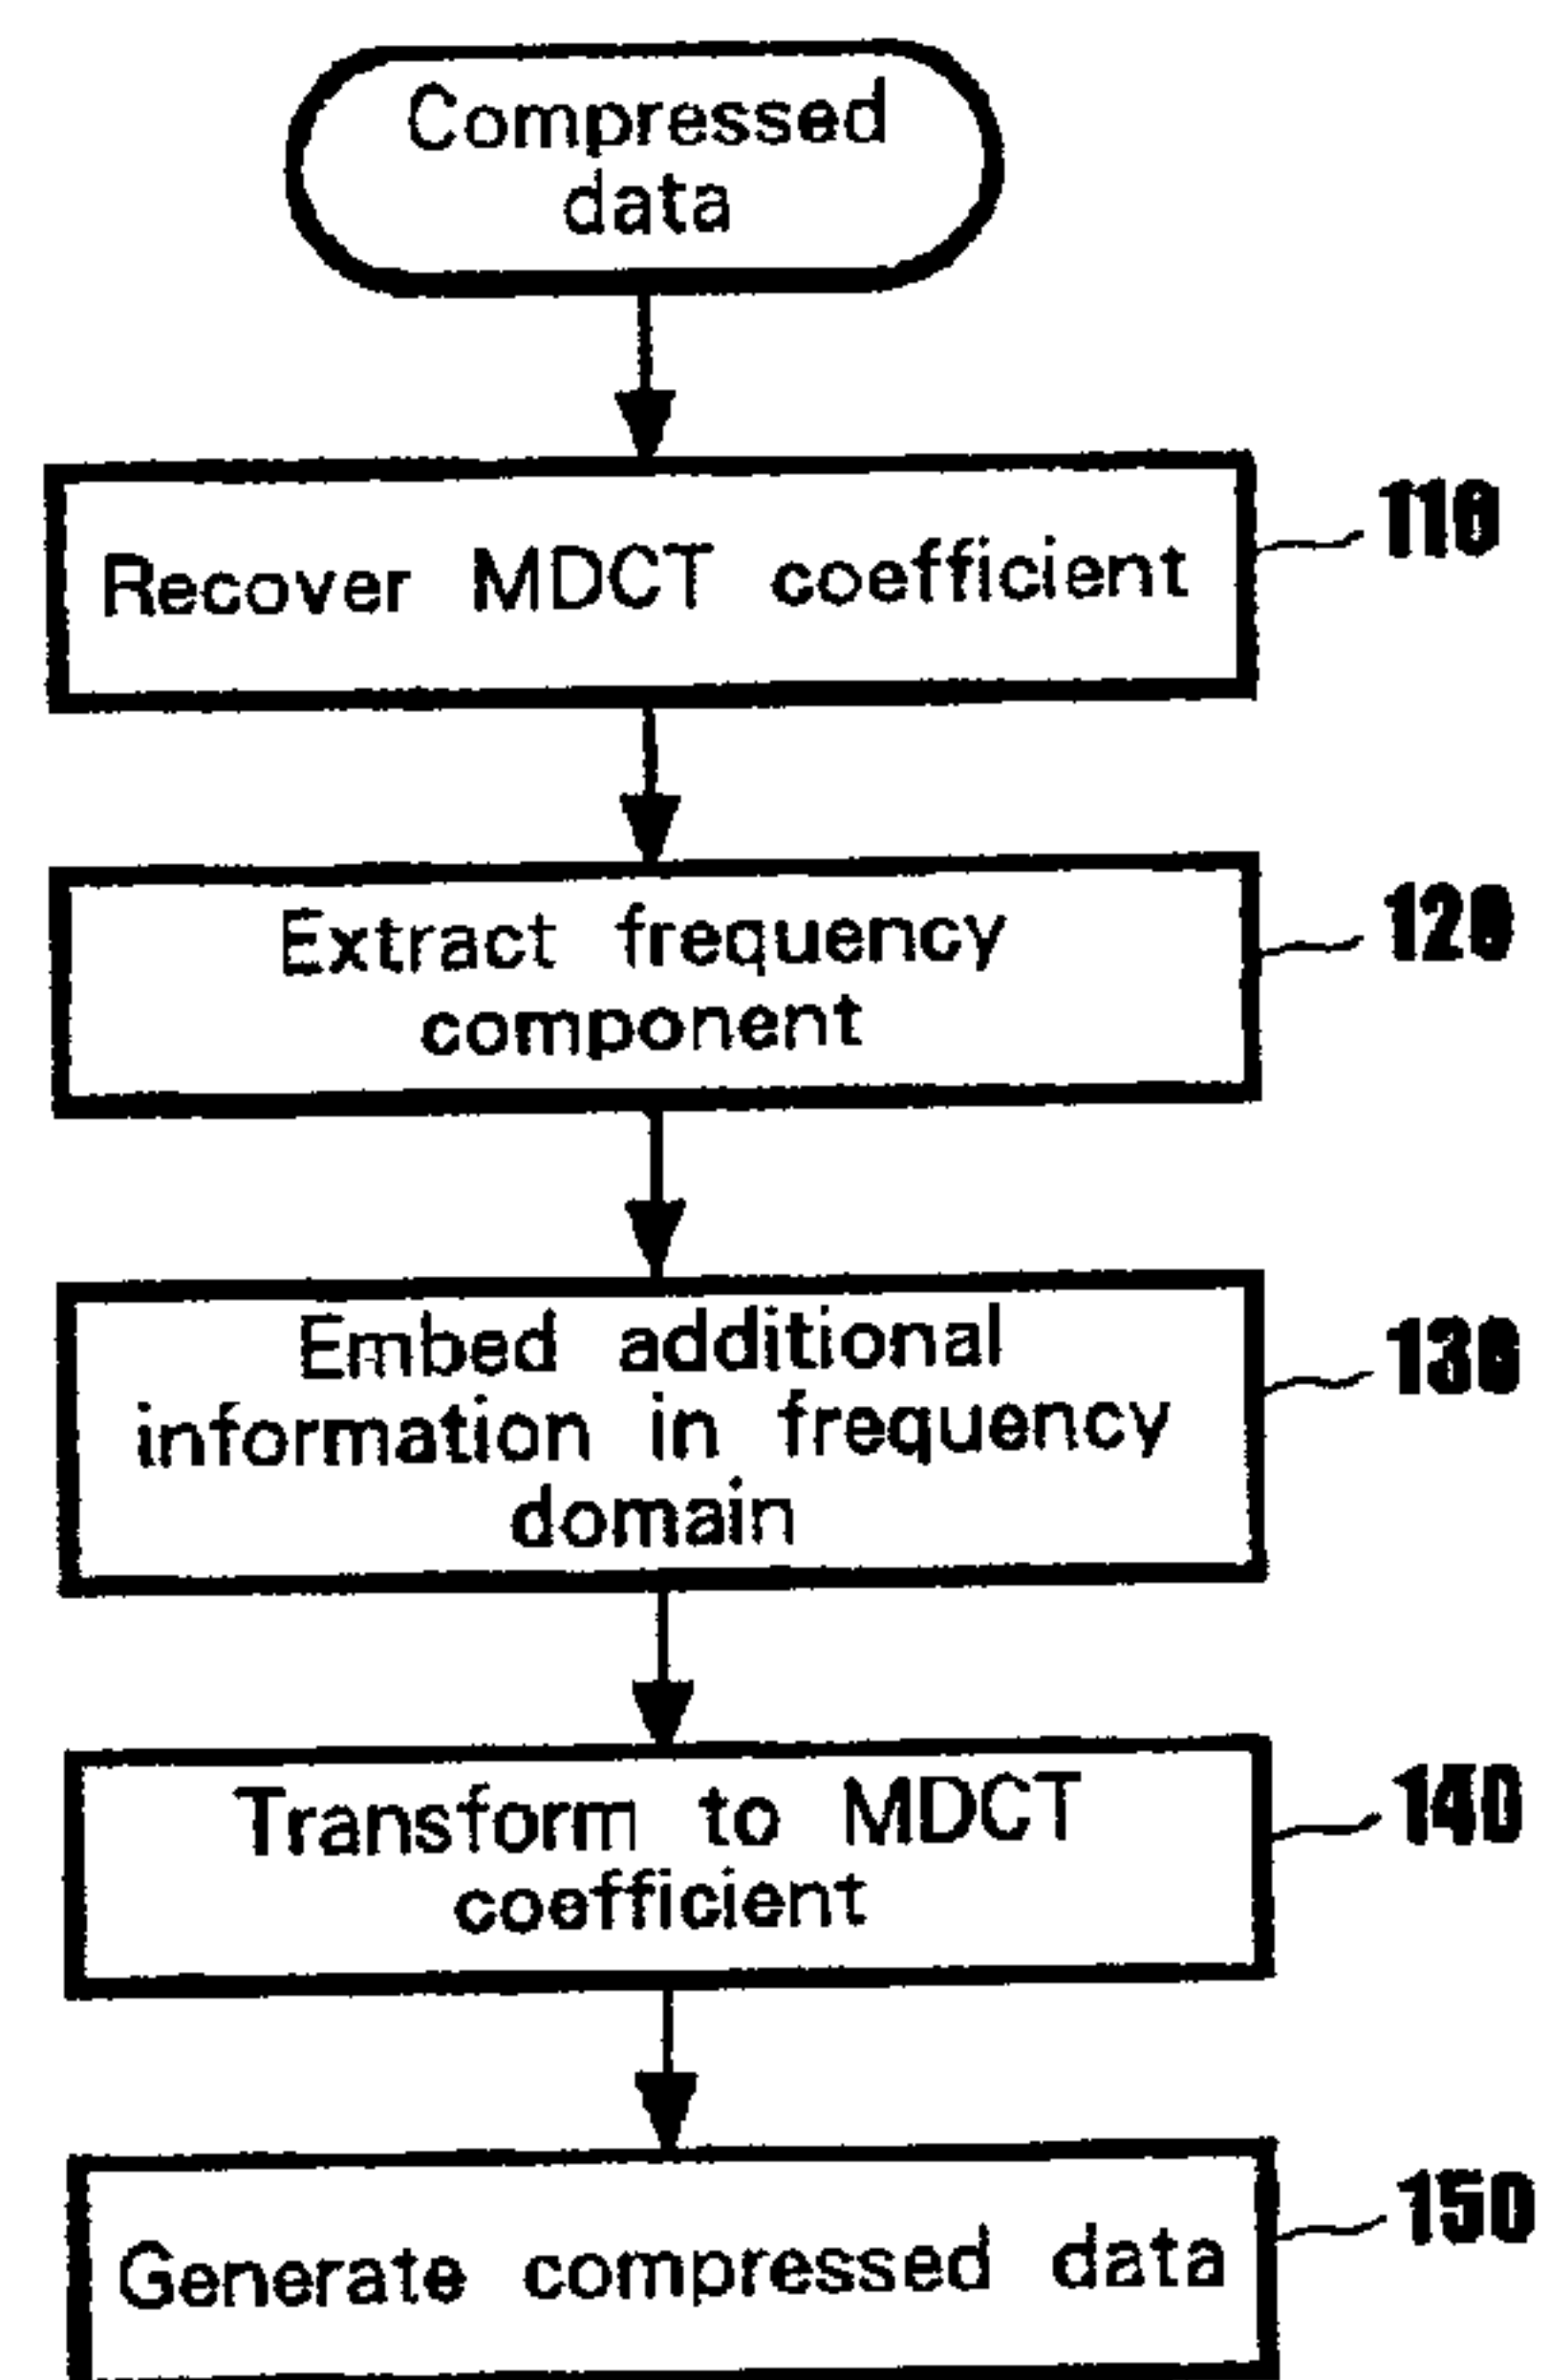 Compressed
data
Recover MDCT coefficient
110
Extract frequency
component
120
Embed additional
information in frequency
domain
130
Transform to MDCT
coefficient
140
Generate compressed data
150